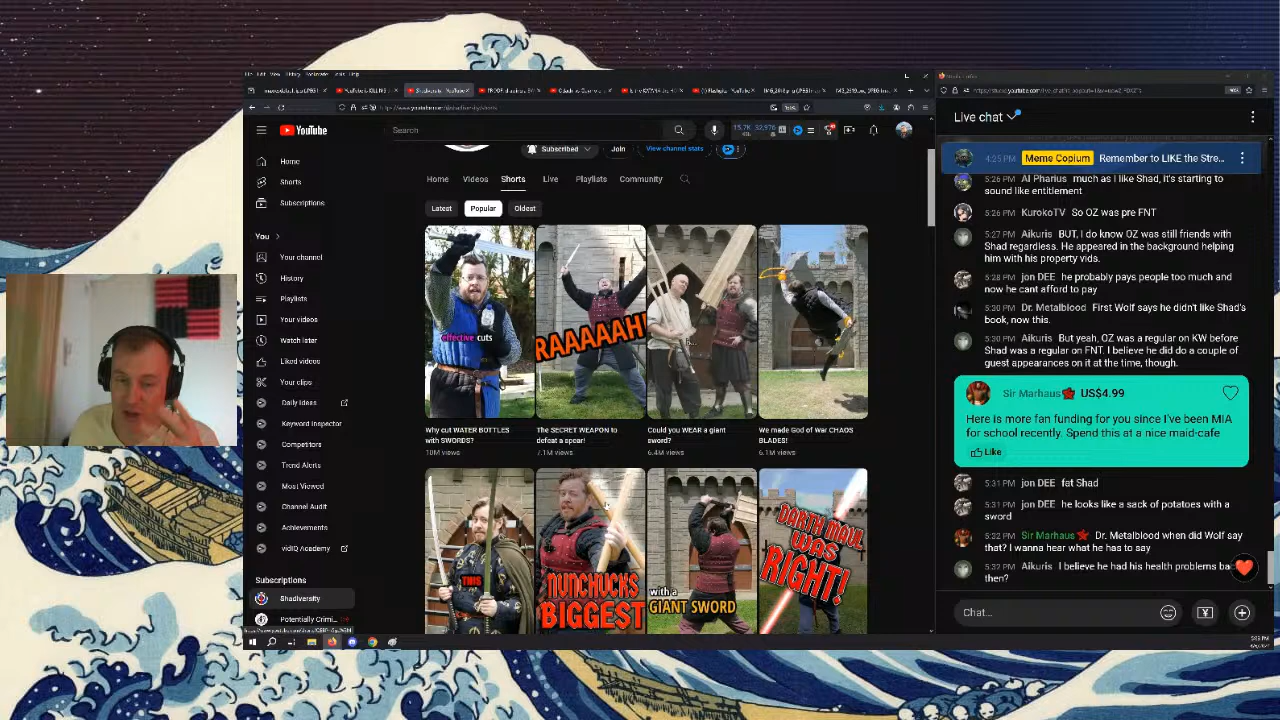 YouTube
Search
15.7K
Live chat
4:25 PM Meme Copium Remember to LIKE the Stre...
Home
Shorts
Subscriptions
You
Your channel
History
Playlists
Your videos
Watch later
Liked videos
Your clips
Daily Ideas
Keyword Inspector
Competitors
Trend Alerts
Most Viewed
Channel Audit
Achievements
vidIQ Academy
Subscriptions
Shadiversity
Potentially Crimi...
Subscribed
Join
View channel stats
Home Videos Shorts Live Playlists Community
Latest Popular Oldest
effective cuts
RAAAAAH
Why cut WATER BOTTLES
with SWORDS?
10M views
The SECRET WEAPON to
defeat a spear!
7.1M views
Could you WEAR a giant
sword?
6.4M views
We made God of War CHAOS
BLADES!
6.1M views
THIS
NUNCHUCKS
BIGGEST
with a
GIANT SWORD
DARTH MAUL
WAS
RIGHT!
5:26 PM Al Pharius much as I like Shad, it's starting to
sound like entitlement
5:26 PM KurokoTV So OZ was pre FNT
5:27 PM Aikuris BUT, I do know OZ was still friends with
Shad regardless. He appeared in the background helping
him with his property vids.
5:28 PM jon DEE he probably pays people too much and
now he cant afford to pay
5:30 PM Dr. Metalblood First Wolf says he didn't like Shad's
book, now this.
5:30 PM Aikuris But yeah, OZ was a regular on KW before
Shad was a regular on FNT. I believe he did do a couple of
guest appearances on it at the time, though.
Sir Marhaus US$4.99
Here is more fan funding for you since I've been MIA
for school recently. Spend this at a nice maid-cafe
Like
5:31 PM jon DEE fat Shad
5:31 PM jon DEE he looks like a sack of potatoes with a
sword
5:22 PM Sir Marhaus Dr. Metalblood when did Wolf say
that? I wanna hear what he has to say
5:32 PM Aikuris I believe he had his health problems ba
then?
Chat...